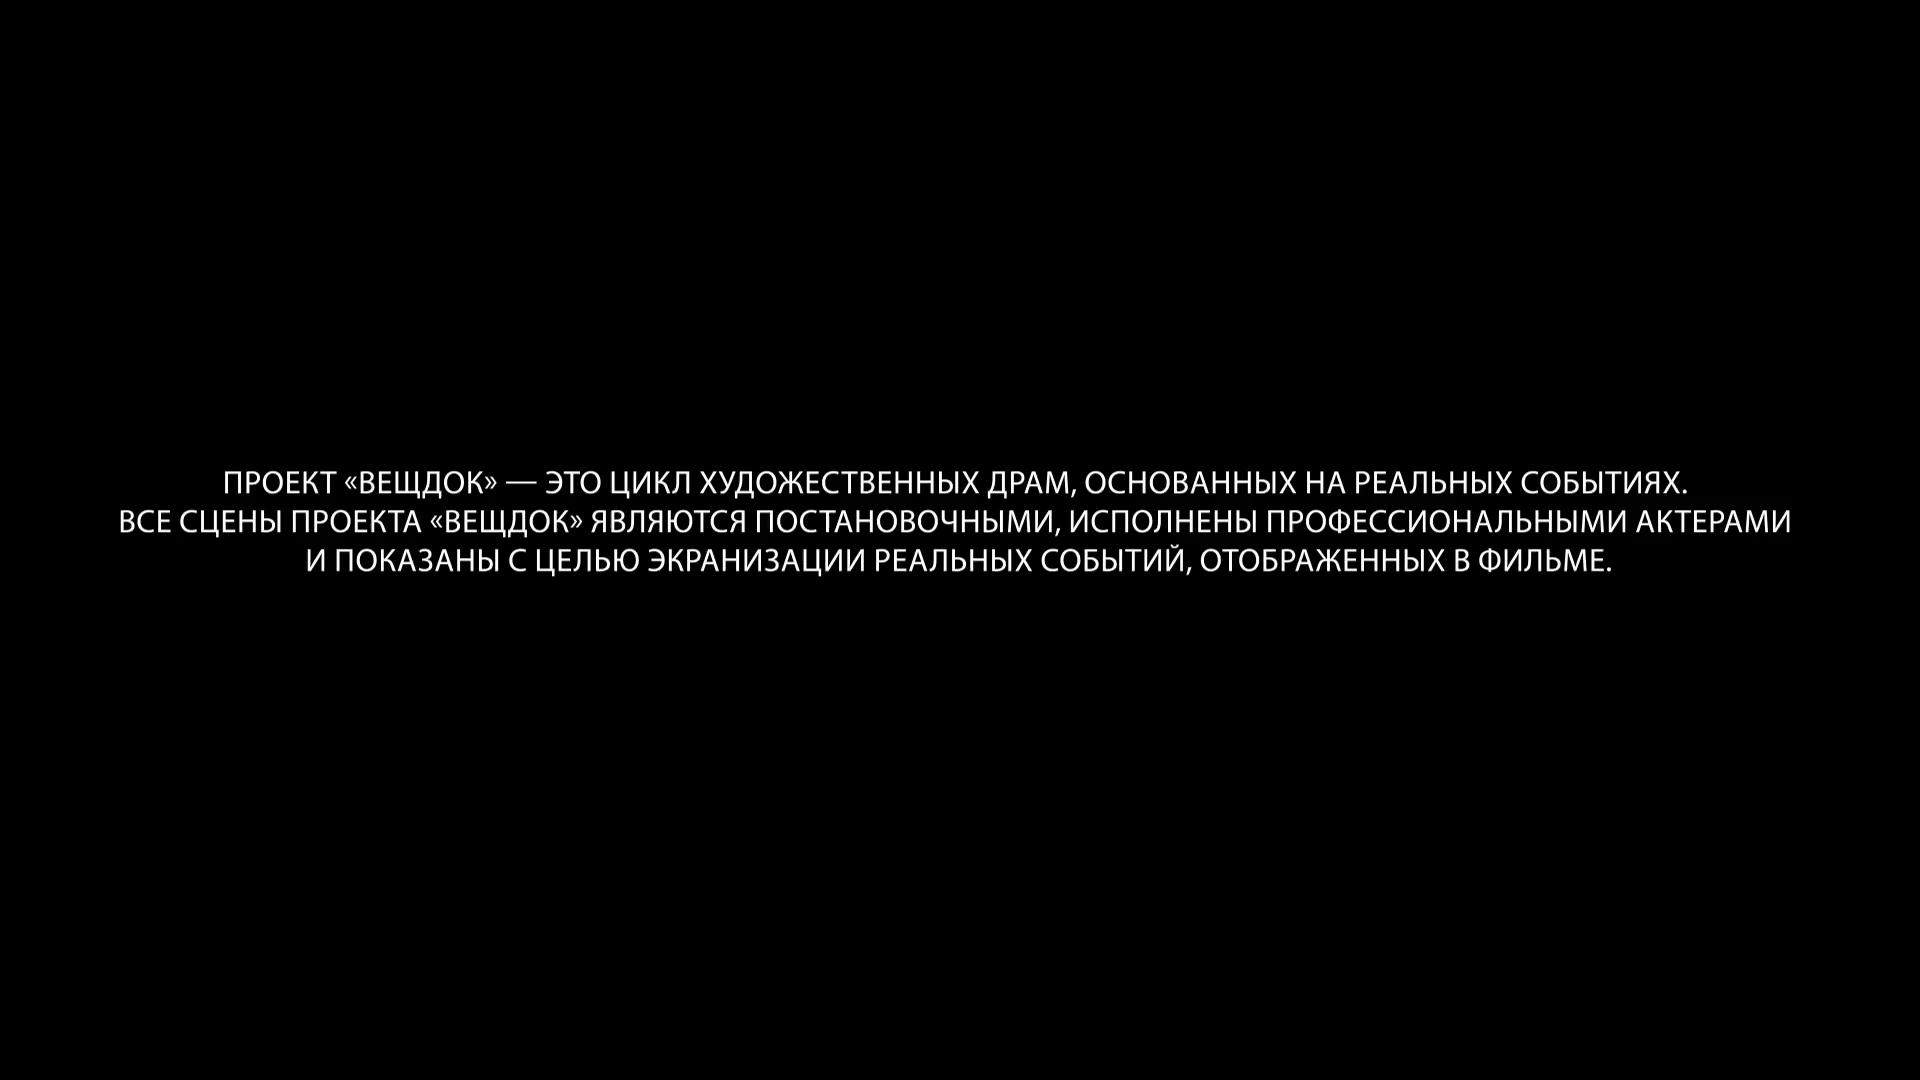 ПРОЕКТ «ВЕЩДОК» — ЭТО ЦИКЛ ХУДОЖЕСТВЕННЫХ ДРАМ, ОСНОВАННЫХ НА РЕАЛЬНЫХ СОБЫТИЯХ.
ВСЕ СЦЕНЫ ПРОЕКТА «ВЕЩДОК» ЯВЛЯЮТСЯ ПОСТАНОВОЧНЫМИ, ИСПОЛНЕНЫ ПРОФЕССИОНАЛЬНЫМИ АКТЕРАМИ
И ПОКАЗАНЫ С ЦЕЛЬЮ ЭКРАНИЗАЦИИ РЕАЛЬНЫХ СОБЫТИЙ, ОТОБРАЖЕННЫХ В ФИЛЬМЕ.